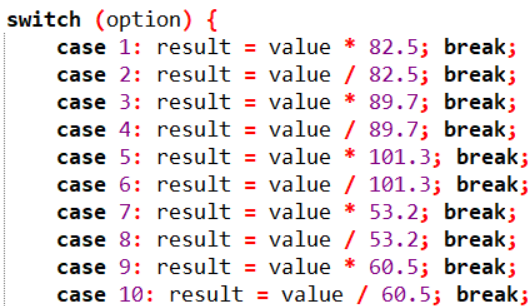 switch (option) {
case 1: result = value * 82.5; break;
case 2: result = value / 82.5; break;
case 3: result = value * 89.7; break;
case 4: result = value / 89.7; break;
case 5: result = value * 101.3; break;
case 6: result = value / 101.3; break;
case 7: result = value * 53.2; break;
case 8: result = value / 53.2; break;
case 9: result = value * 60.5; break;
case 10: result = value / 60.5; break;